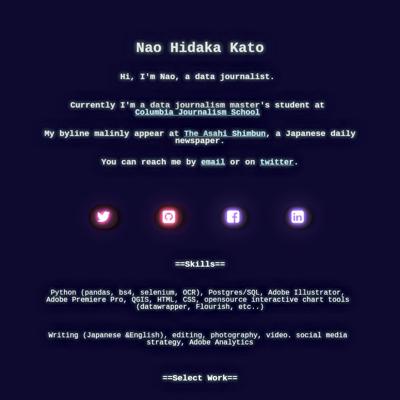 Nao Hidaka Kato
Hi, I'm Nao, a data journalist.
Currently I'm a data journalism master's student at
Columbia Journalism School
My byline malinly appear at The Asahi Shimbun, a Japanese daily
newspaper.
You can reach me by email or on twitter.
==Skills==
Python (pandas, bs4, selenium, OCR), Postgres/SQL, Adobe Illustrator,
Adobe Premiere Pro, QGIS, HTML, CSS, opensource interactive chart tools
(datawrapper, Flourish, etc..)
Writing (Japanese &English), editing, photography, video. social media
strategy, Adobe Analytics
==Select Work==